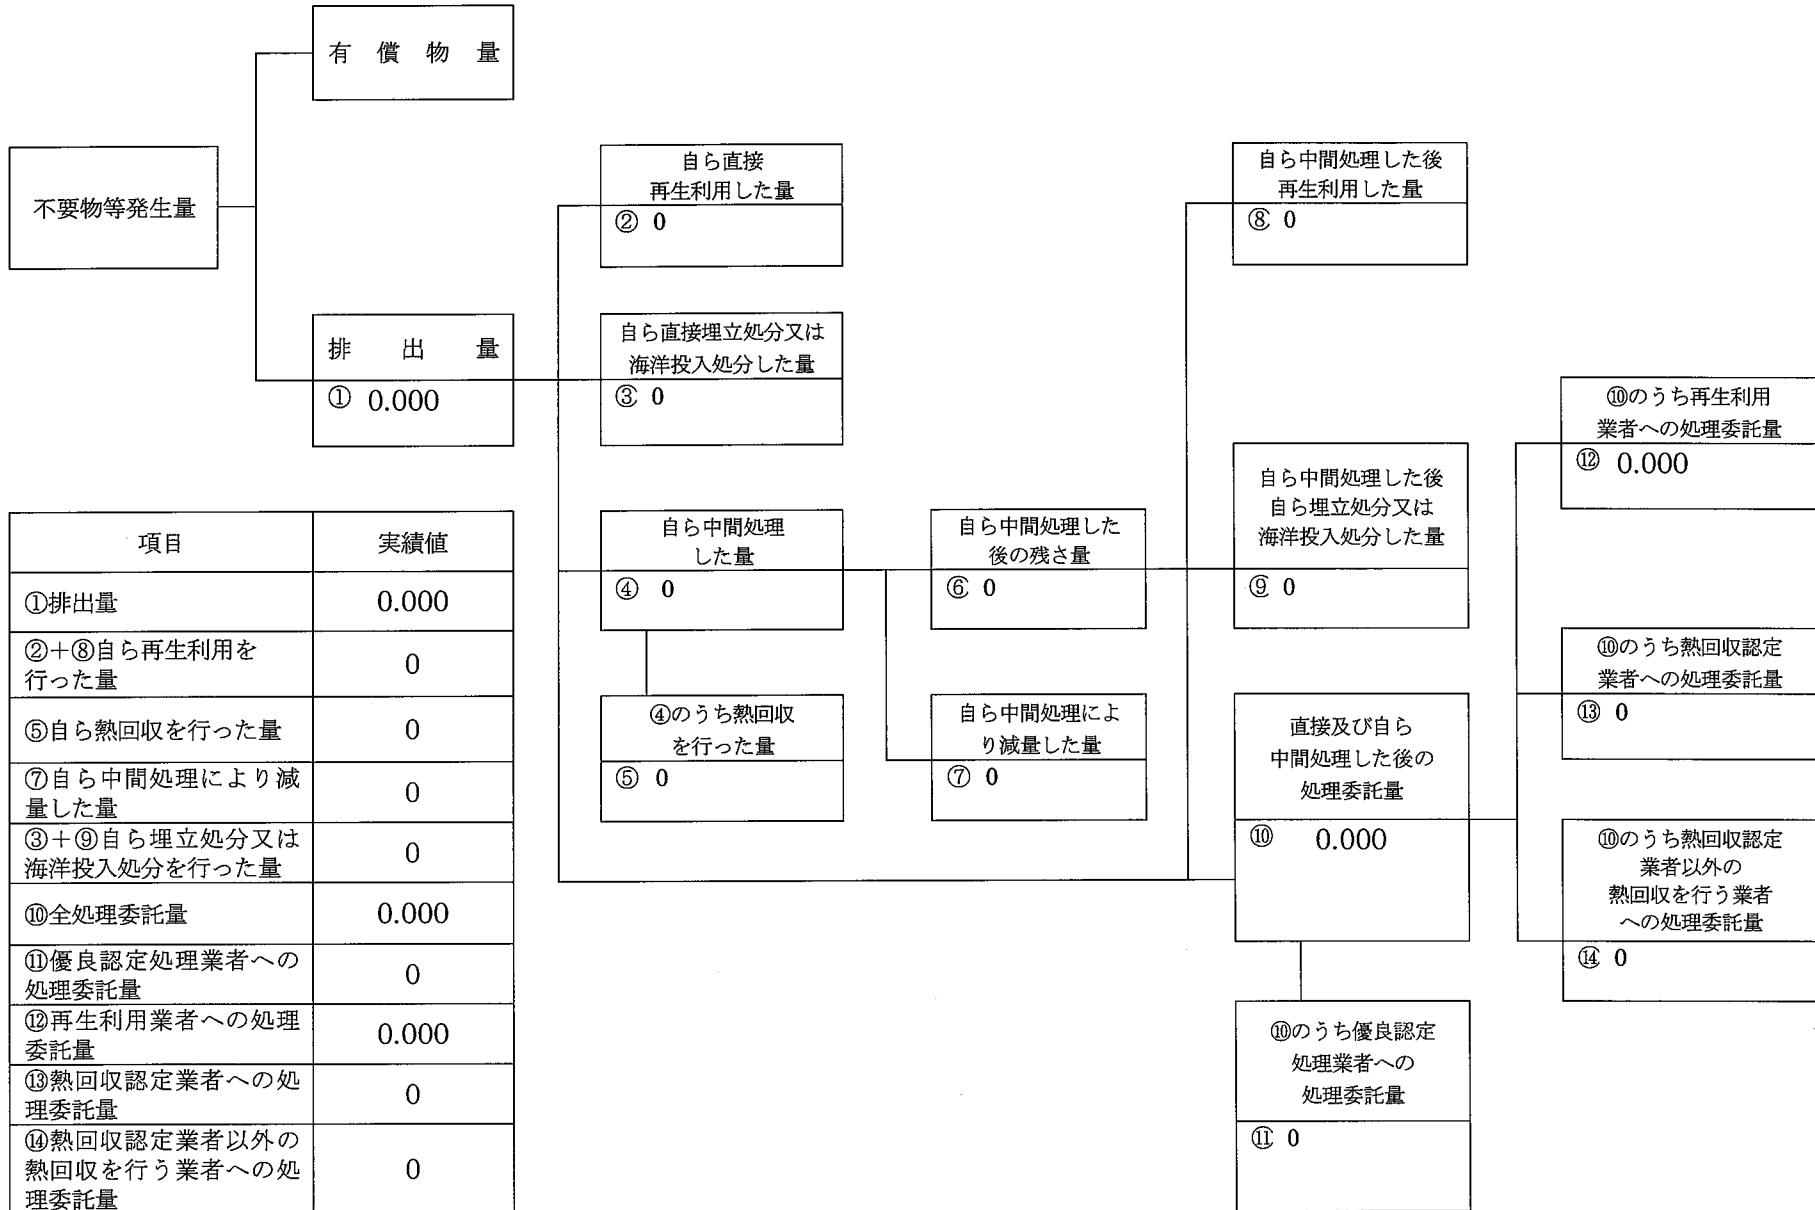 有償物量
不要物等発生量
排出量
① 0.000
自ら直接
再生利用した量
② 0
自ら直接埋立処分又は
海洋投入処分した量
③ 0
自ら中間処理
した量
④ 0
④のうち熱回収
を行った量
⑤ 0
自ら中間処理した
後の残さ量
⑥ 0
自ら中間処理によ
り減量した量
⑦ 0
自ら中間処理した後
再生利用した量
⑧ 0
自ら中間処理した後
自ら埋立処分又は
海洋投入処分した量
⑨ 0
直接及び自ら
中間処理した後の
処理委託量
⑩ 0.000
⑩のうち優良認定
処理業者への
処理委託量
⑪ 0
⑩のうち再生利用
業者への処理委託量
⑫ 0.000
⑩のうち熱回収認定
業者への処理委託量
⑬ 0
⑩のうち熱回収認定
業者以外の
熱回収を行う業者
への処理委託量
⑭ 0
項目 実績値
①排出量 0.000
②+⑧自ら再生利用を
行った量 0
⑤自ら熱回収を行った量 0
⑦自ら中間処理により減
量した量 0
③+⑨自ら埋立処分又は
海洋投入処分を行った量 0
⑩全処理委託量 0.000
⑪優良認定処理業者への
処理委託量 0
⑫再生利用業者への処理
委託量 0.000
⑬熱回収認定業者への処
理委託量 0
⑭熱回収認定業者以外の
熱回収を行う業者への処
理委託量 0